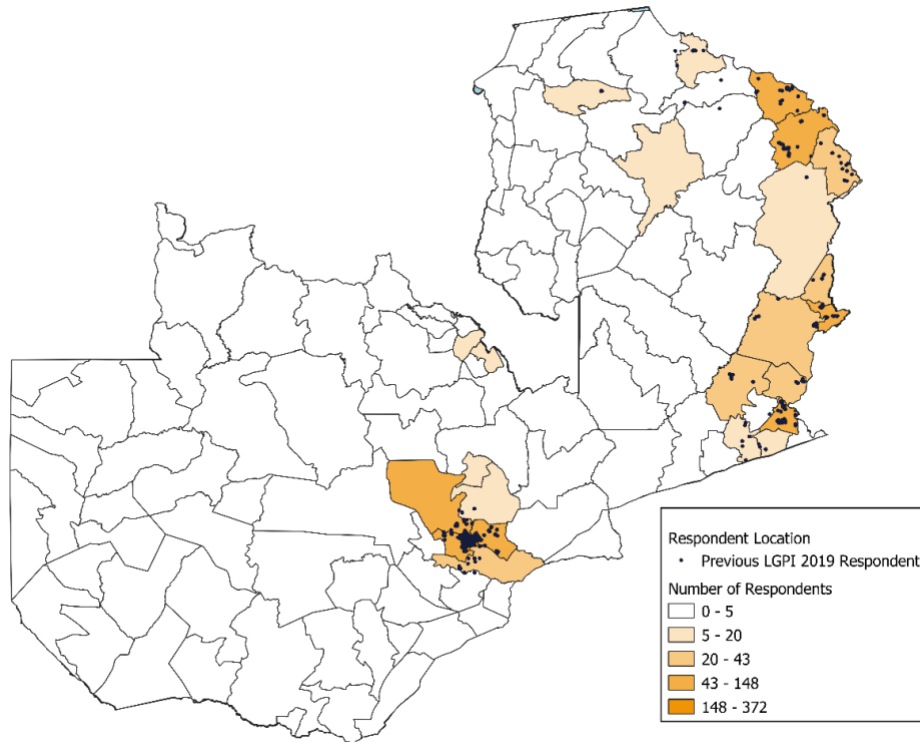 Respondent Location
Previous LGPI 2019 Respondent
Number of Respondents
0 - 5
5 - 20
20 - 43
43 - 148
148 - 372